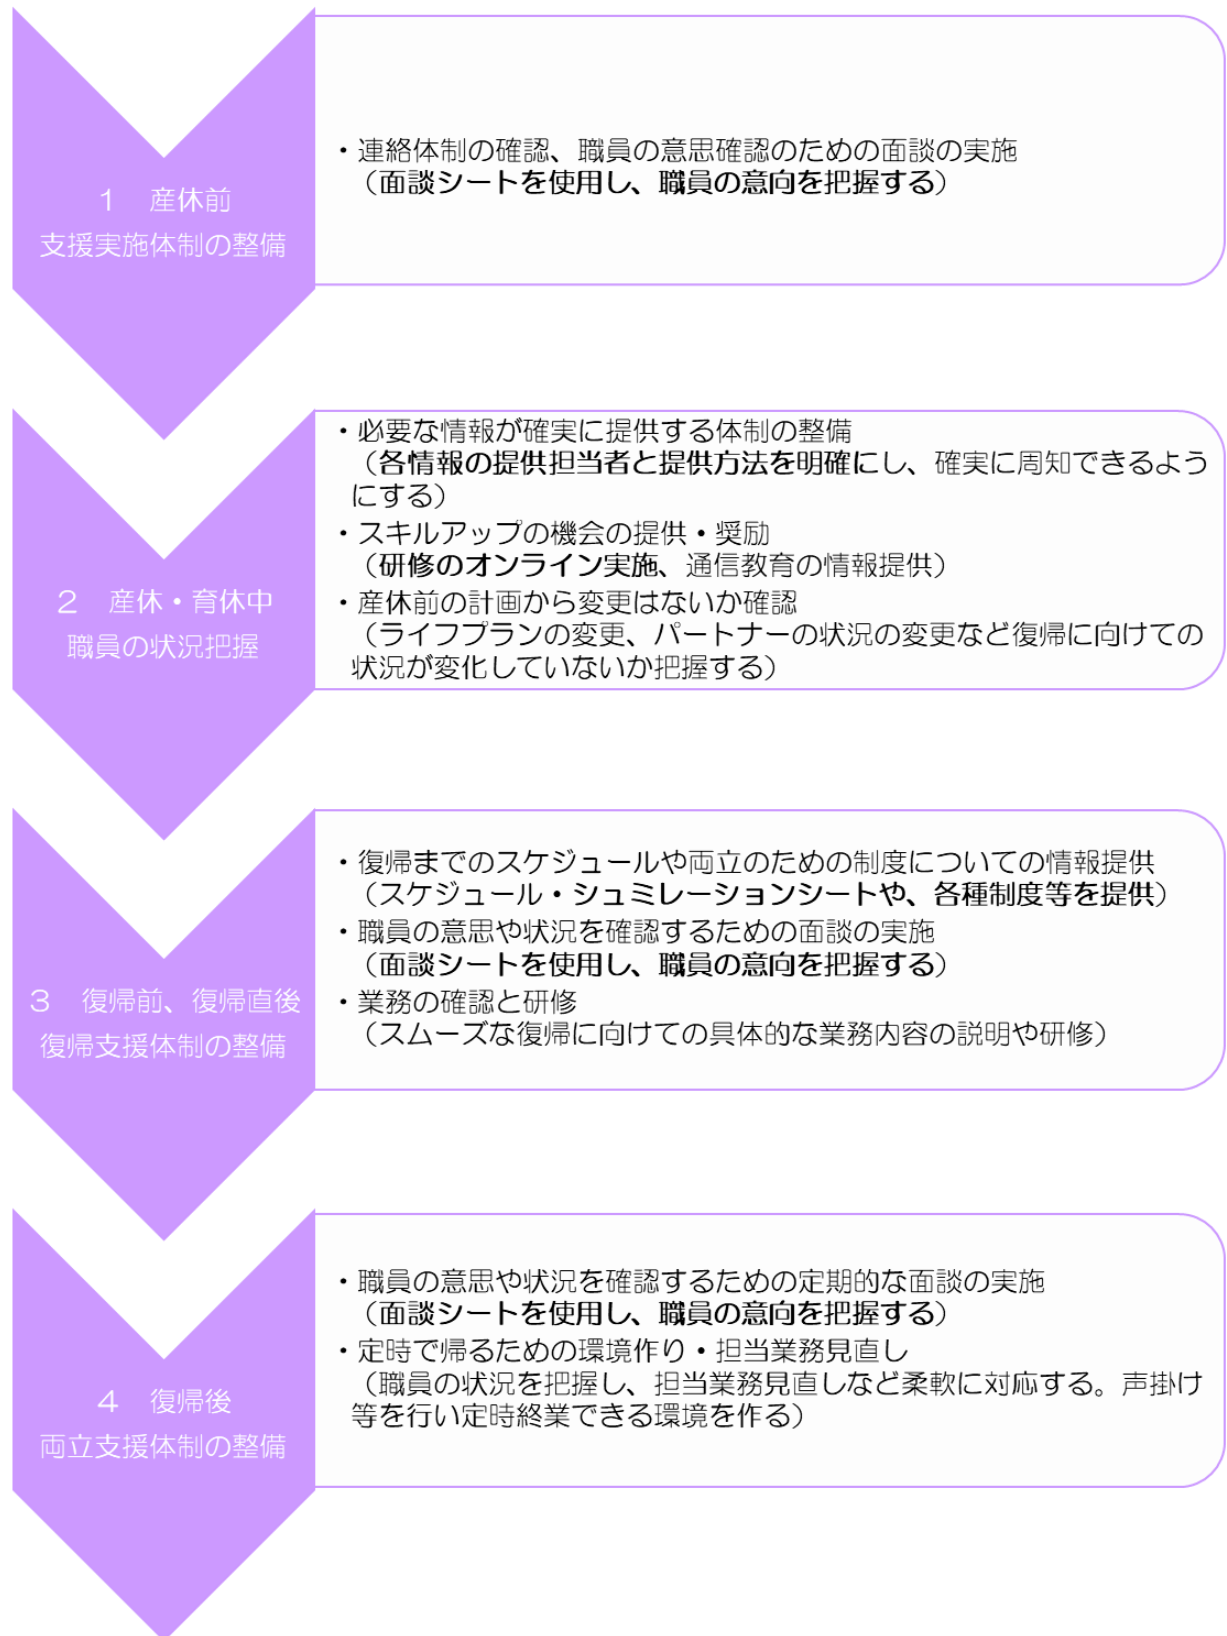 1　産休前
支援実施体制の整備
・連絡体制の確認、職員の意思確認のための面談の実施
（面談シートを使用し、職員の意向を把握する）
2　産休・育休中
職員の状況把握
・必要な情報が確実に提供する体制の整備
（各情報の提供担当者と提供方法を明確にし、確実に周知できるよう
にする）
・スキルアップの機会の提供・奨励
（研修のオンライン実施、通信教育の情報提供）
・産休前の計画から変更はないか確認
（ライフプランの変更、パートナーの状況の変更など復帰に向けての
状況が変化していないか把握する）
3　復帰前、復帰直後
復帰支援体制の整備
・復帰までのスケジュールや両立のための制度についての情報提供
（スケジュール・シュミレーションシートや、各種制度等を提供）
・職員の意思や状況を確認するための面談の実施
（面談シートを使用し、職員の意向を把握する）
・業務の確認と研修
（スムーズな復帰に向けての具体的な業務内容の説明や研修）
4　復帰後
両立支援体制の整備
・職員の意思や状況を確認するための定期的な面談の実施
（面談シートを使用し、職員の意向を把握する）
・定時で帰るための環境作り・担当業務見直し
（職員の状況を把握し、担当業務見直しなど柔軟に対応する。声掛け
等を行い定時終業できる環境を作る）